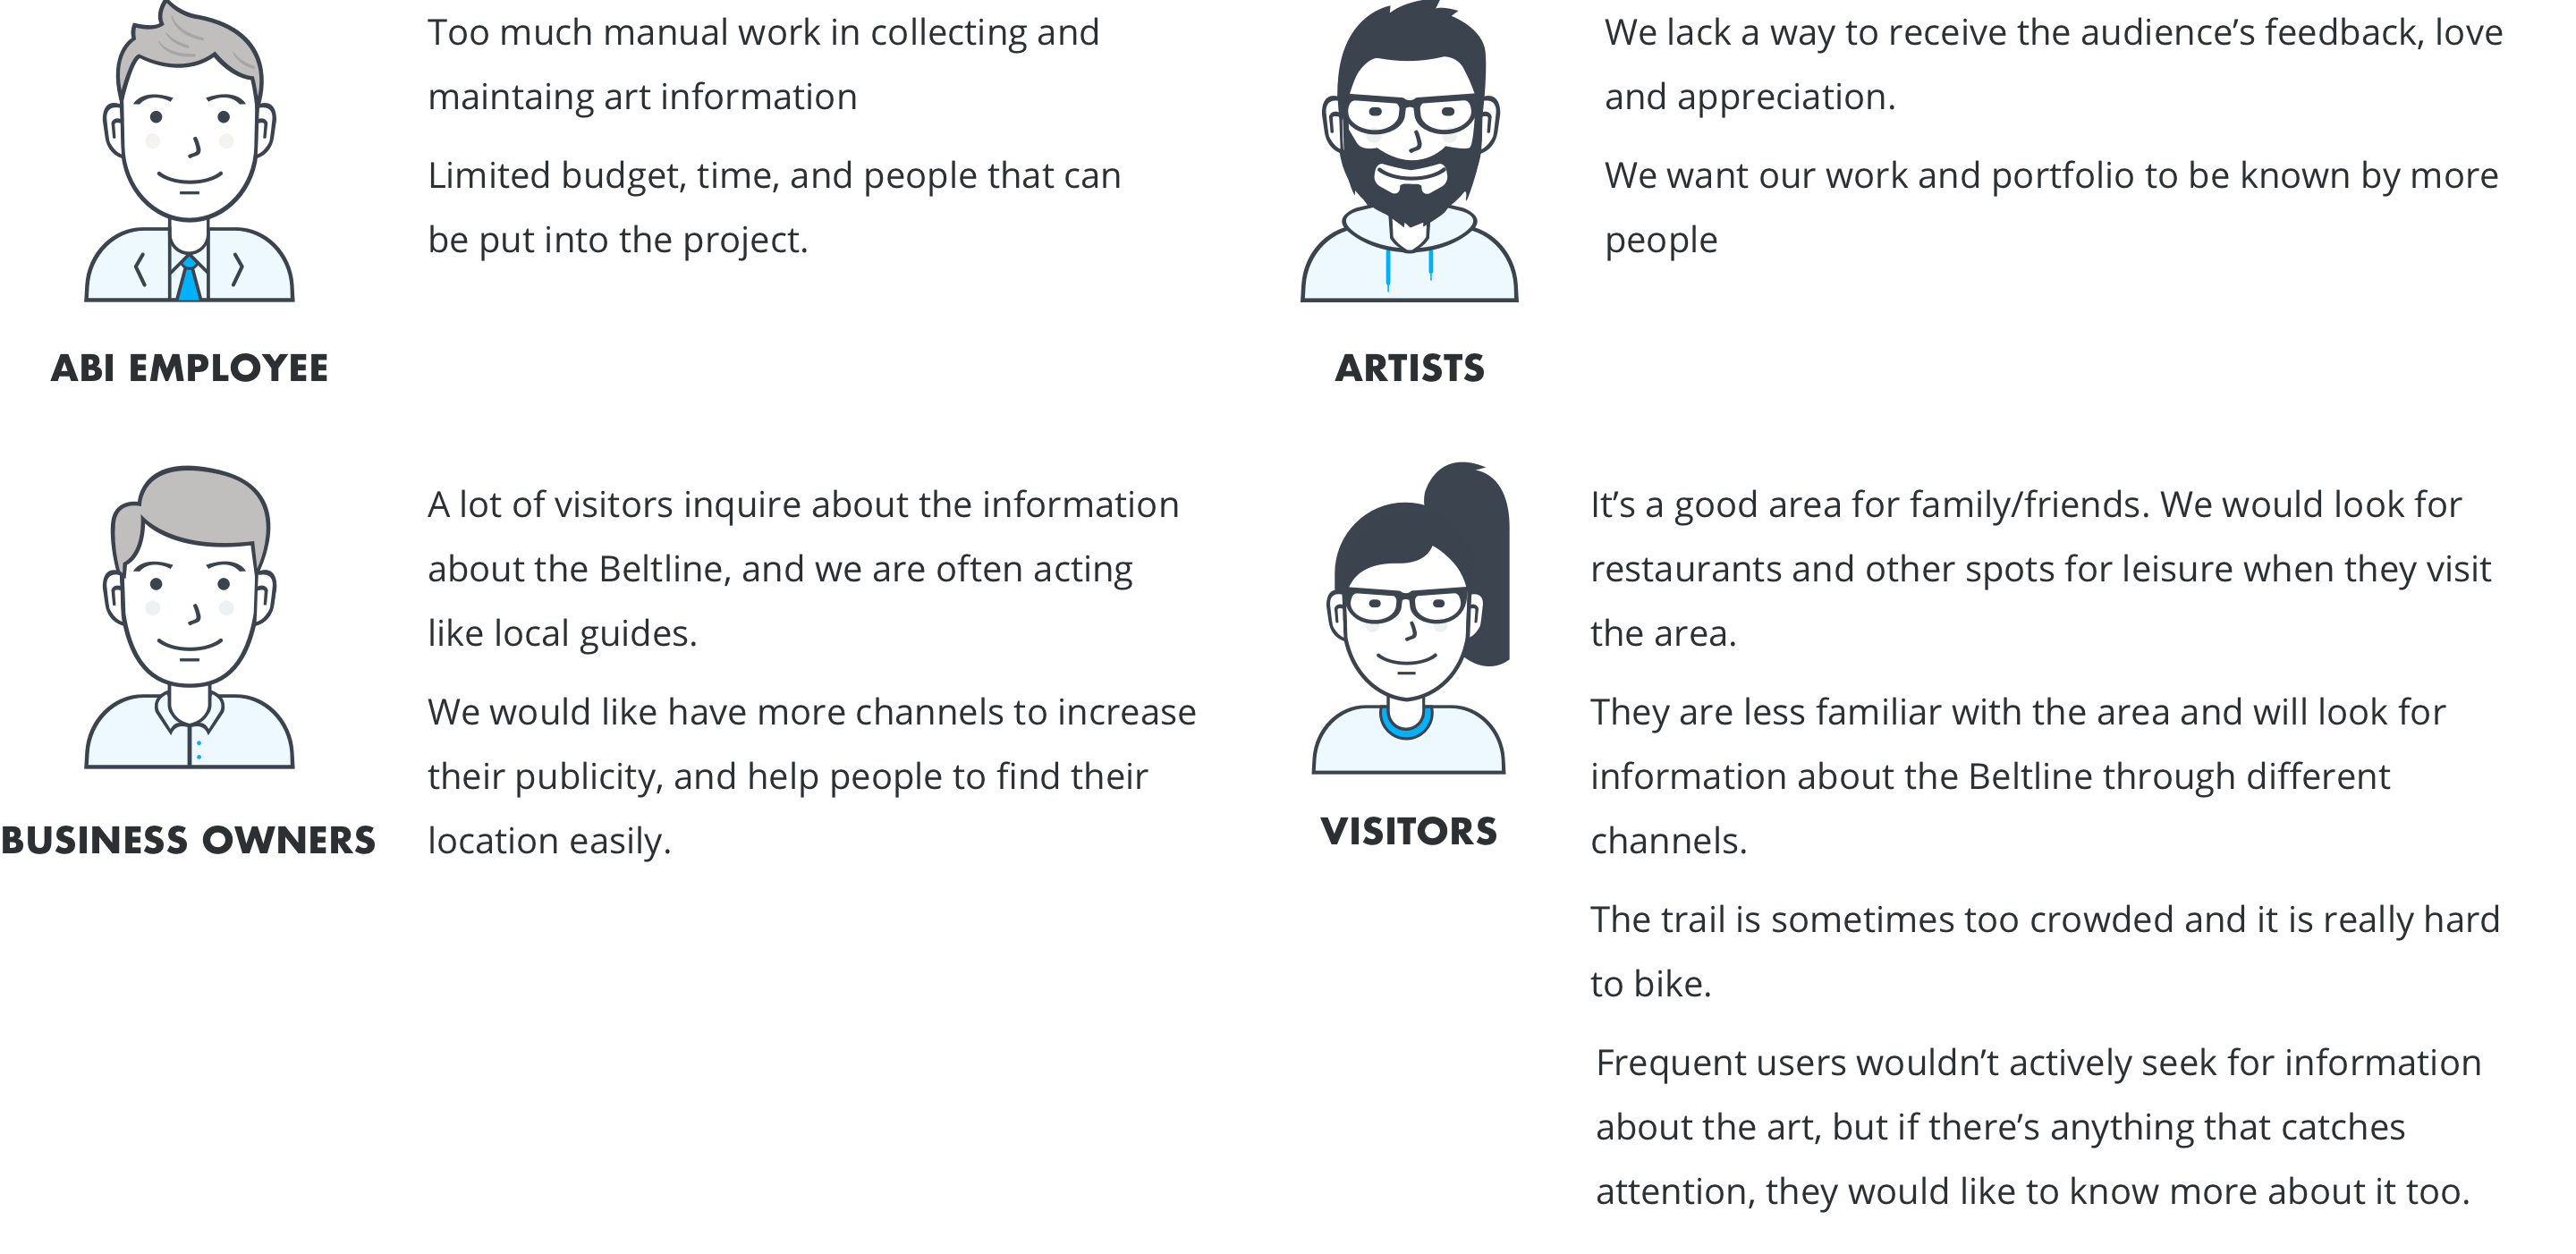 Too much manual work in collecting and
maintaing art information
Limited budget, time, and people that can
be put into the project.
ABI EMPLOYEE
We lack a way to receive the audience’s feedback, love
and appreciation.
We want our work and portfolio to be known by more
people
ARTISTS
A lot of visitors inquire about the information
about the Beltline, and we are often acting
like local guides.
We would like have more channels to increase
their publicity, and help people to find their
location easily.
BUSINESS OWNERS
It’s a good area for family/friends. We would look for
restaurants and other spots for leisure when they visit
the area.
They are less familiar with the area and will look for
information about the Beltline through different
channels.
The trail is sometimes too crowded and it is really hard
to bike.
Frequent users wouldn’t actively seek for information
about the art, but if there’s anything that catches
attention, they would like to know more about it too.
VISITORS